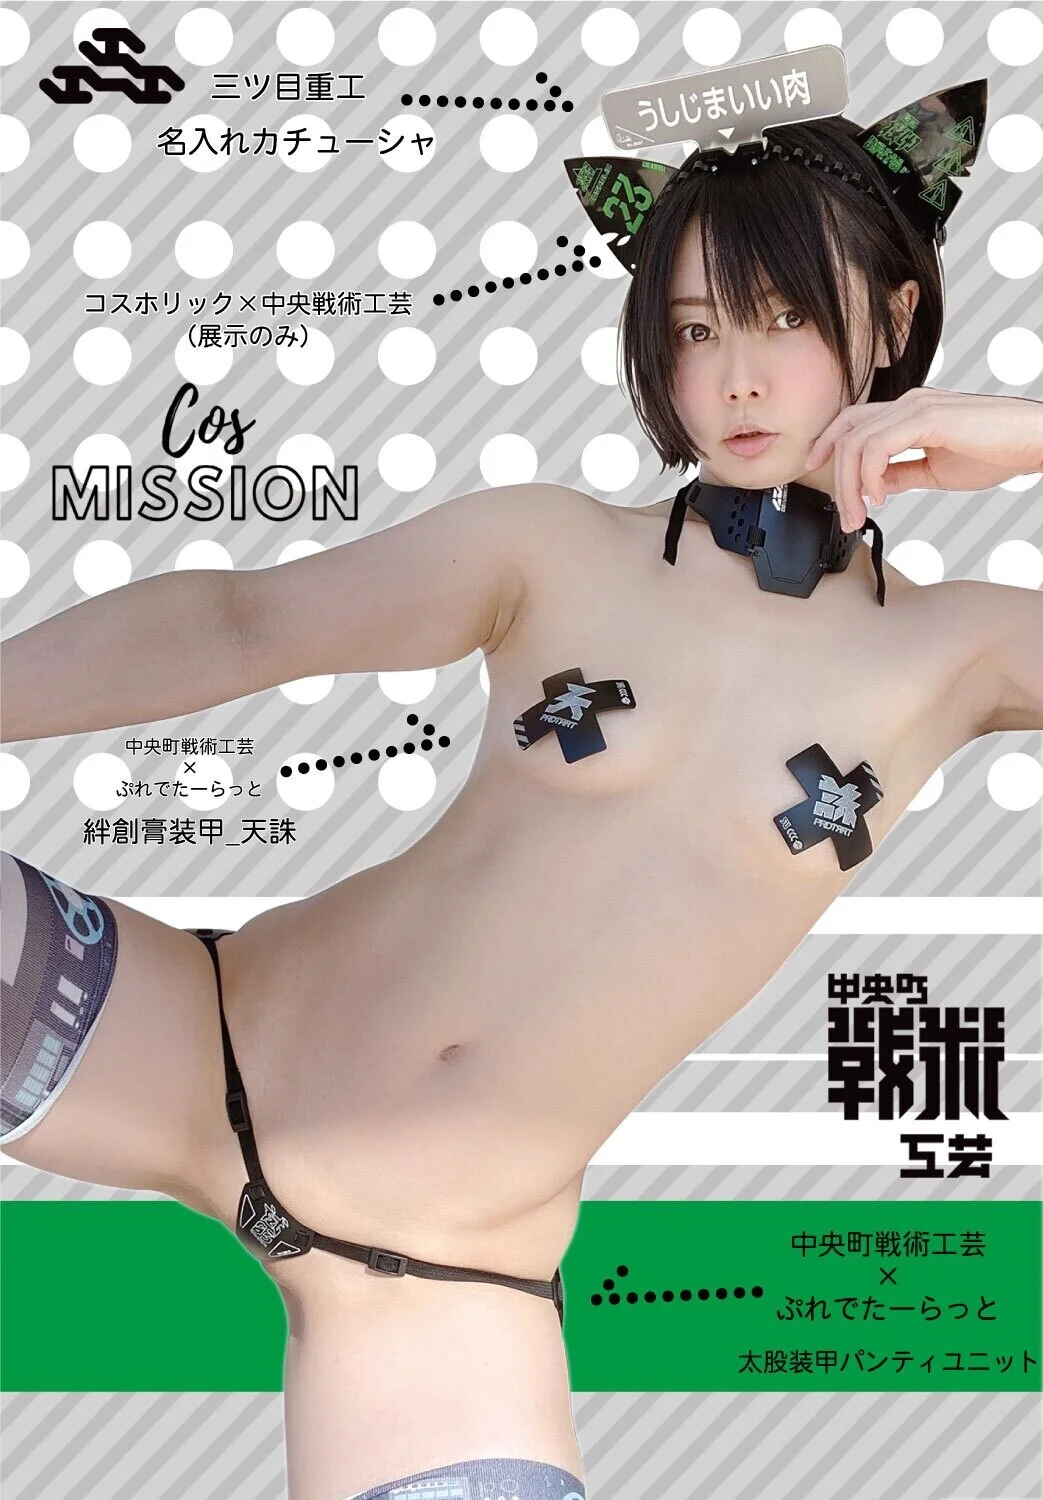 三ツ目重工
名入れカチューシャ
うしじまいい肉
23
コスホリック×中央戦術工芸
(展示のみ)
Cos
MISSION
PROTART
PROTART
中央町戦術工芸
×
ぷれでたーらっと
絆創膏装甲_天誅
中央町
戦術
工芸
中央町戦術工芸
×
ぷれでたーらっと
太股装甲パンティユニット